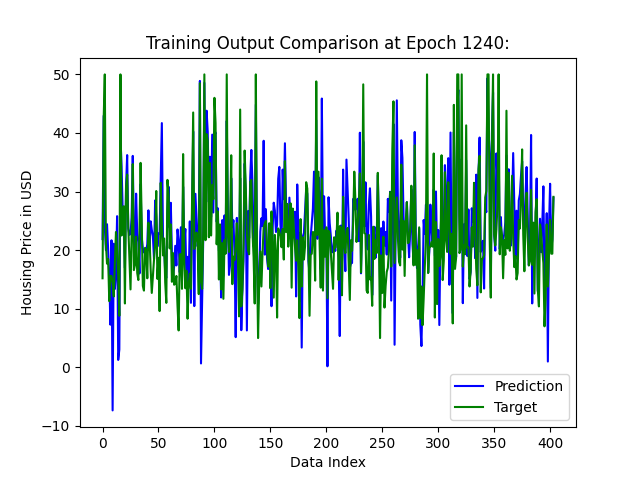 Training Output Comparison at Epoch 1240:
Housing Price in USD
50
40
30
20
10
0
−10
0 50 100 150 200 250 300 350 400
Data Index
Prediction
Target